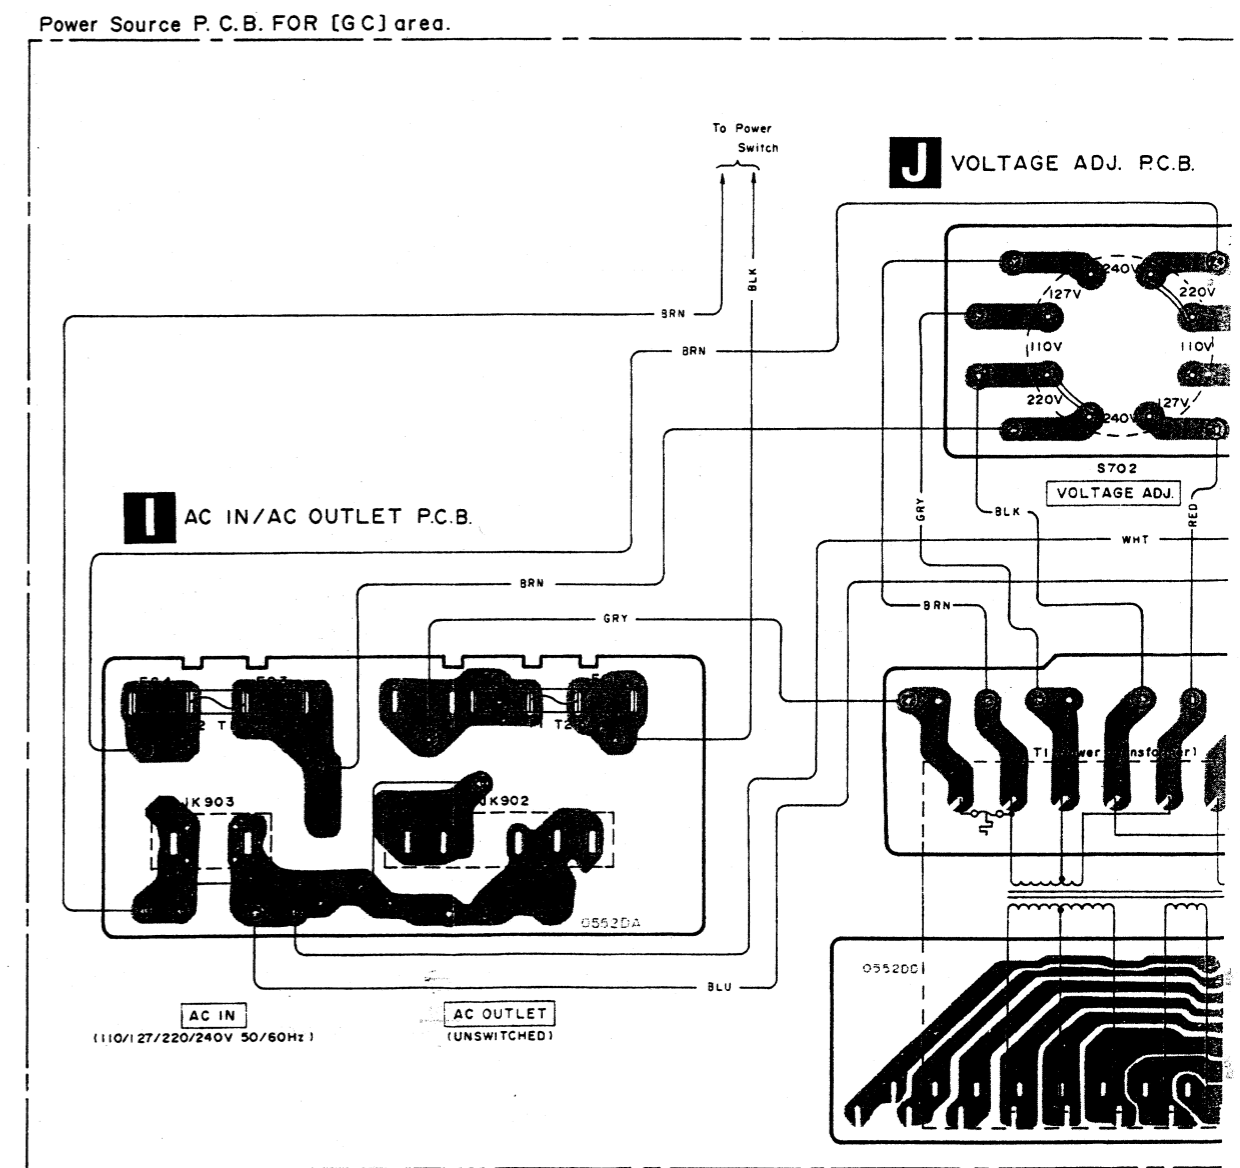 Power Source P. C. B. FOR [GC] area.
To Power
Switch
J VOLTAGE ADJ. P.C.B.
BLK
240V
127V
220V
BRN
110V
110V
BRN
220V
127V
240V
S702
VOLTAGE ADJ.
I AC IN/AC OUTLET P.C.B.
GRY
BLK
RED
WHT
BRN
BRN
GRY
T2
JK903
JK902
0552DA
0552DC
BLU
AC IN
(110/127/220/240V 50/60Hz)
AC OUTLET
(UNSWITCHED)